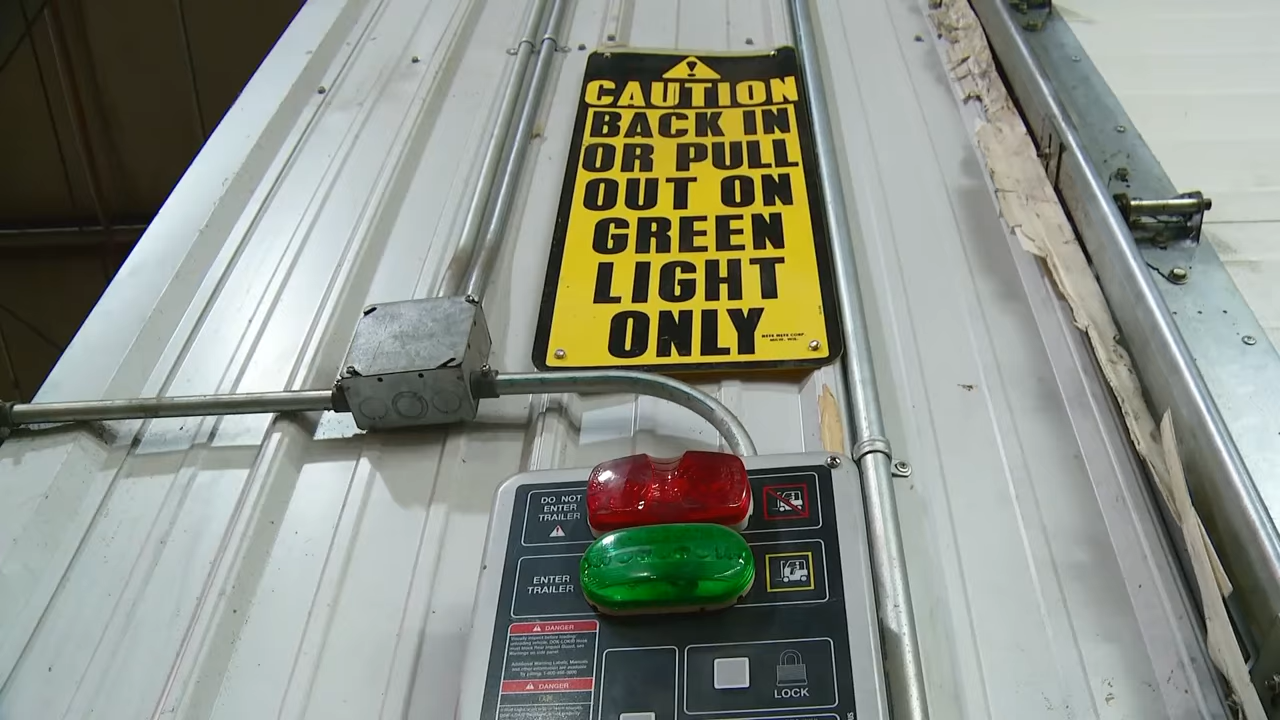 CAUTION
BACK IN
OR PULL
OUT ON
GREEN
LIGHT
ONLY
DO NOT
ENTER
TRAILER
ENTER
TRAILER
DANGER
DANGER
LOCK